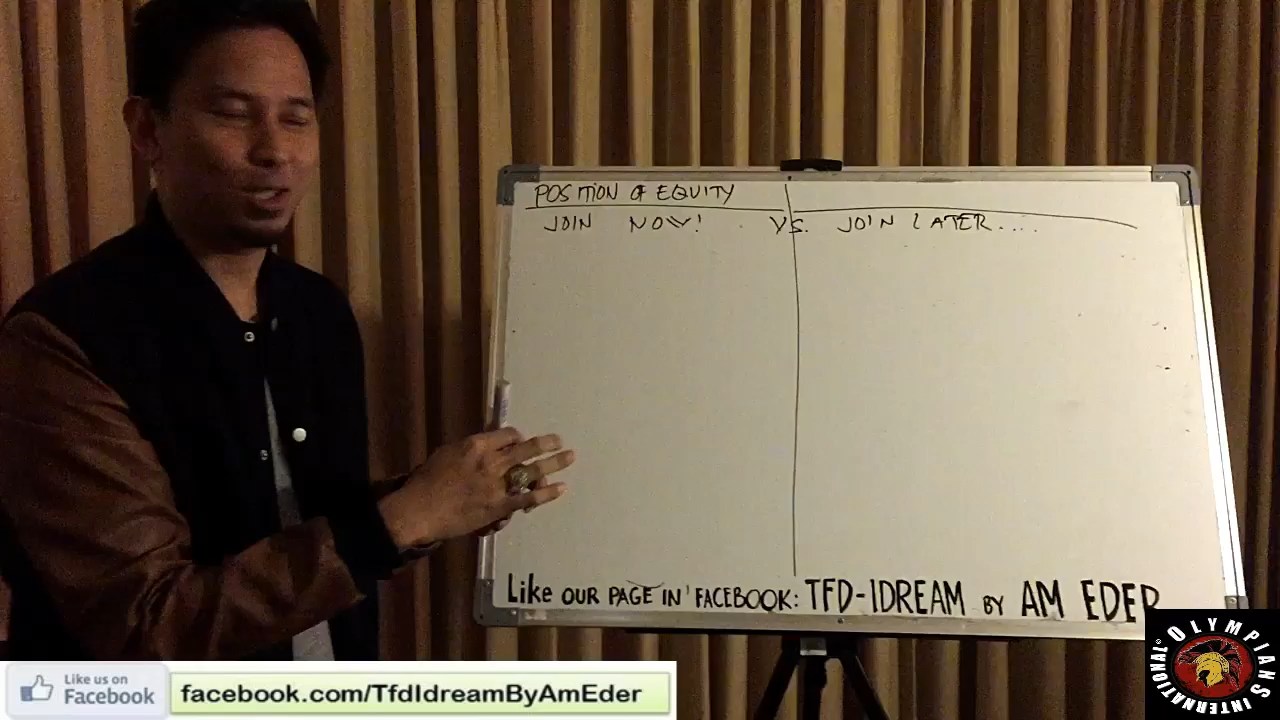 POSITION OF EQUITY
JOIN NOW! VS. JOIN LATER....
Like OUR PAGE IN FACEBOOK: TFD-IDREAM BY AM EDER
Like us on
Facebook
facebook.com/TfdIdreamByAmEder
OLYMPIANS INTERNATIONAL